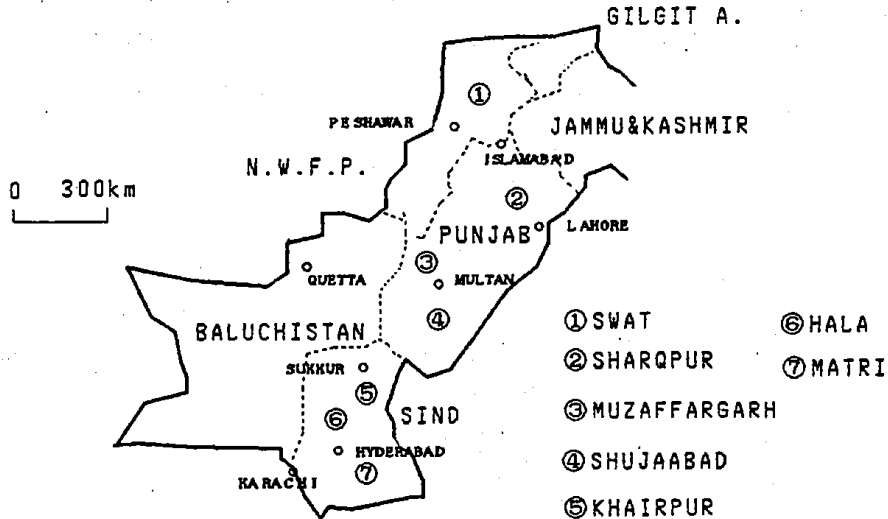 GILGIT A.
①
PESHAWAR
JAMMU&KASHMIR
ISLAMABAD
N.W.F.P.
0 300km
②
PUNJAB
LAHORE
③
QUETTA
MULTAN
④
BALUCHISTAN
SUKKUR
⑤
SIND
⑥
HYDERABAD
⑦
KARACHI
①SWAT
②SHARQPUR
③MUZAFFARGARH
④SHUJAABAD
⑤KHAIRPUR
⑥HALA
⑦MATRI